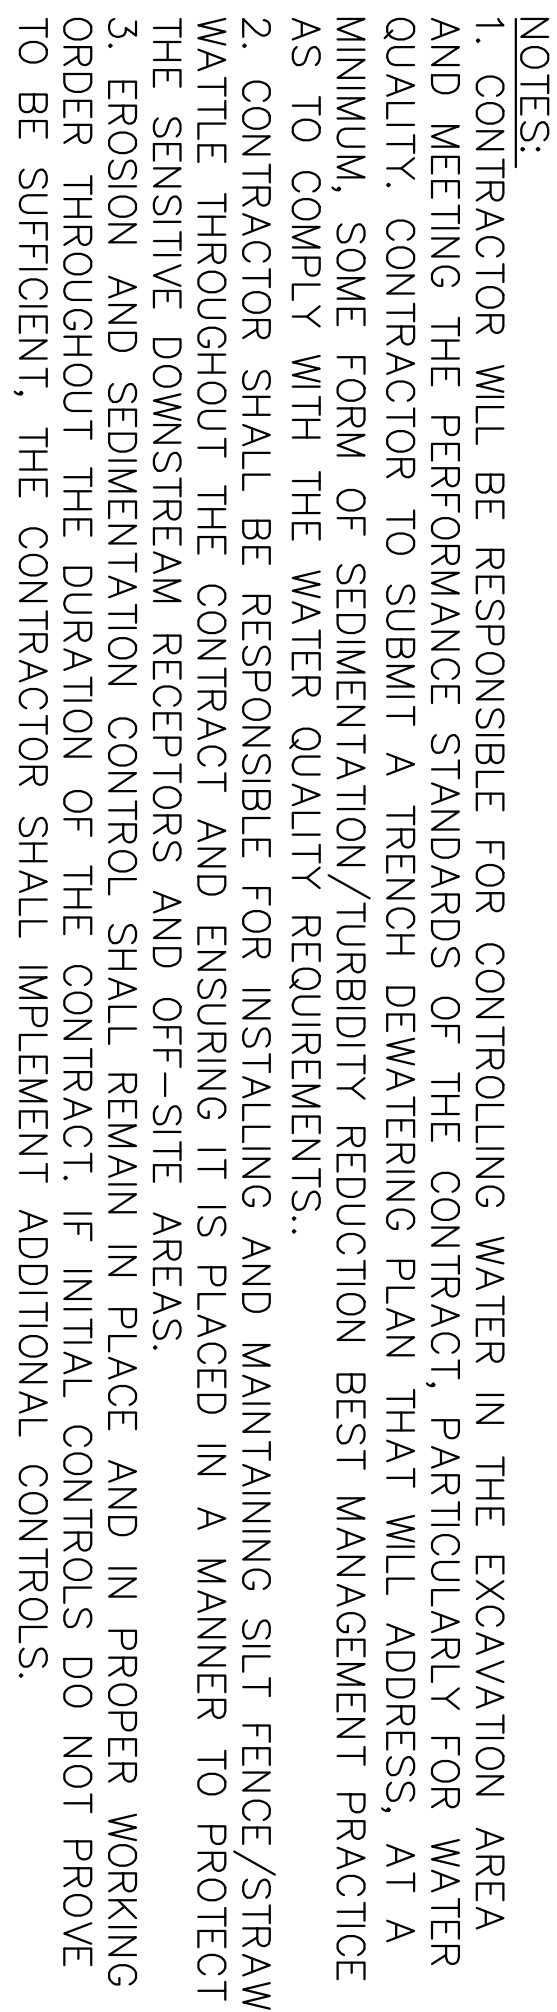 NOTES:
1. CONTRACTOR WILL BE RESPONSIBLE FOR CONTROLLING WATER IN THE EXCAVATION AREA
AND MEETING THE PERFORMANCE STANDARDS OF THE CONTRACT, PARTICULARLY FOR WATER
QUALITY. CONTRACTOR TO SUBMIT A TRENCH DEWATERING PLAN THAT WILL ADDRESS, AT A
MINIMUM, SOME FORM OF SEDIMENTATION/TURBIDITY REDUCTION BEST MANAGEMENT PRACTICE
AS TO COMPLY WITH THE WATER QUALITY REQUIREMENTS..
2. CONTRACTOR SHALL BE RESPONSIBLE FOR INSTALLING AND MAINTAINING SILT FENCE/STRAW
WATTLE THROUGHOUT THE CONTRACT AND ENSURING IT IS PLACED IN A MANNER TO PROTECT
THE SENSITIVE DOWNSTREAM RECEPTORS AND OFF-SITE AREAS.
3. EROSION AND SEDIMENTATION CONTROL SHALL REMAIN IN PLACE AND IN PROPER WORKING
ORDER THROUGHOUT THE DURATION OF THE CONTRACT. IF INITIAL CONTROLS DO NOT PROVE
TO BE SUFFICIENT, THE CONTRACTOR SHALL IMPLEMENT ADDITIONAL CONTROLS.